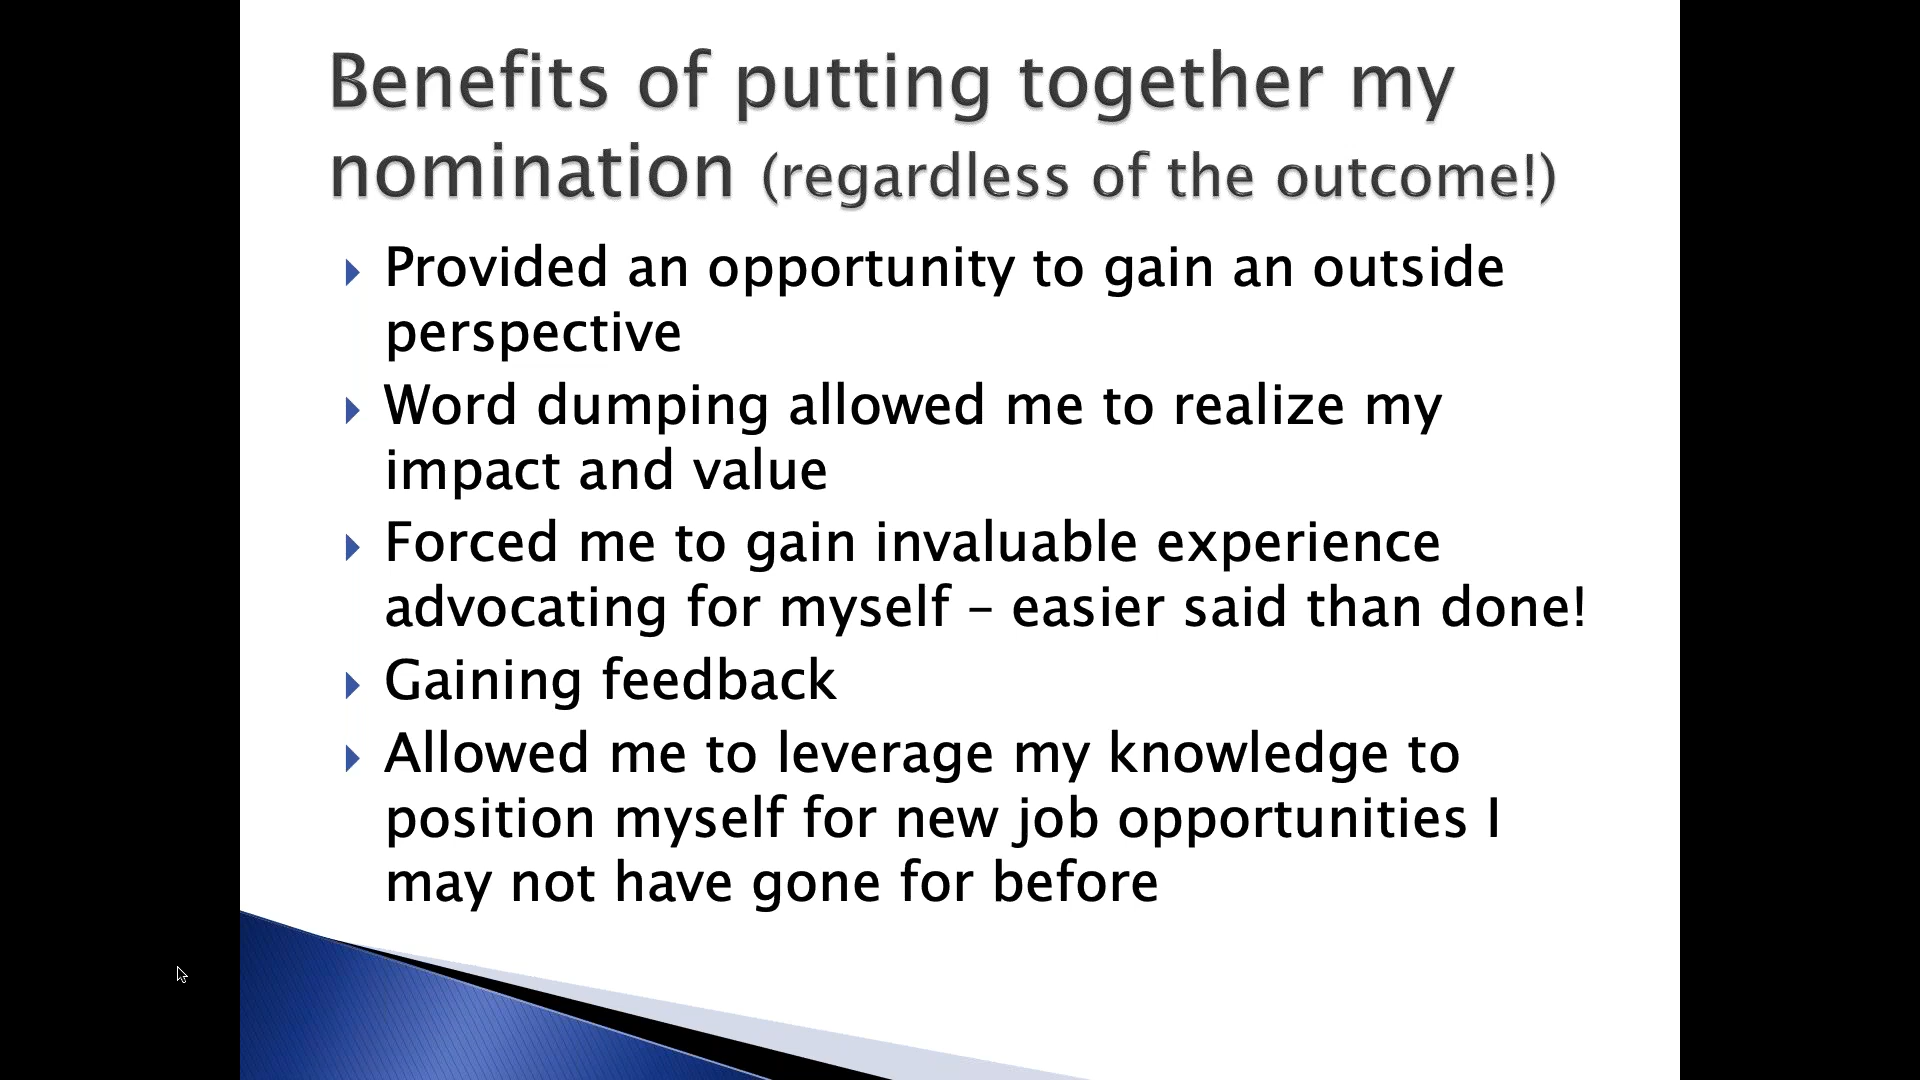 Benefits of putting together my
nomination (regardless of the outcome!)
Provided an opportunity to gain an outside
perspective
Word dumping allowed me to realize my
impact and value
Forced me to gain invaluable experience
advocating for myself – easier said than done!
Gaining feedback
Allowed me to leverage my knowledge to
position myself for new job opportunities I
may not have gone for before